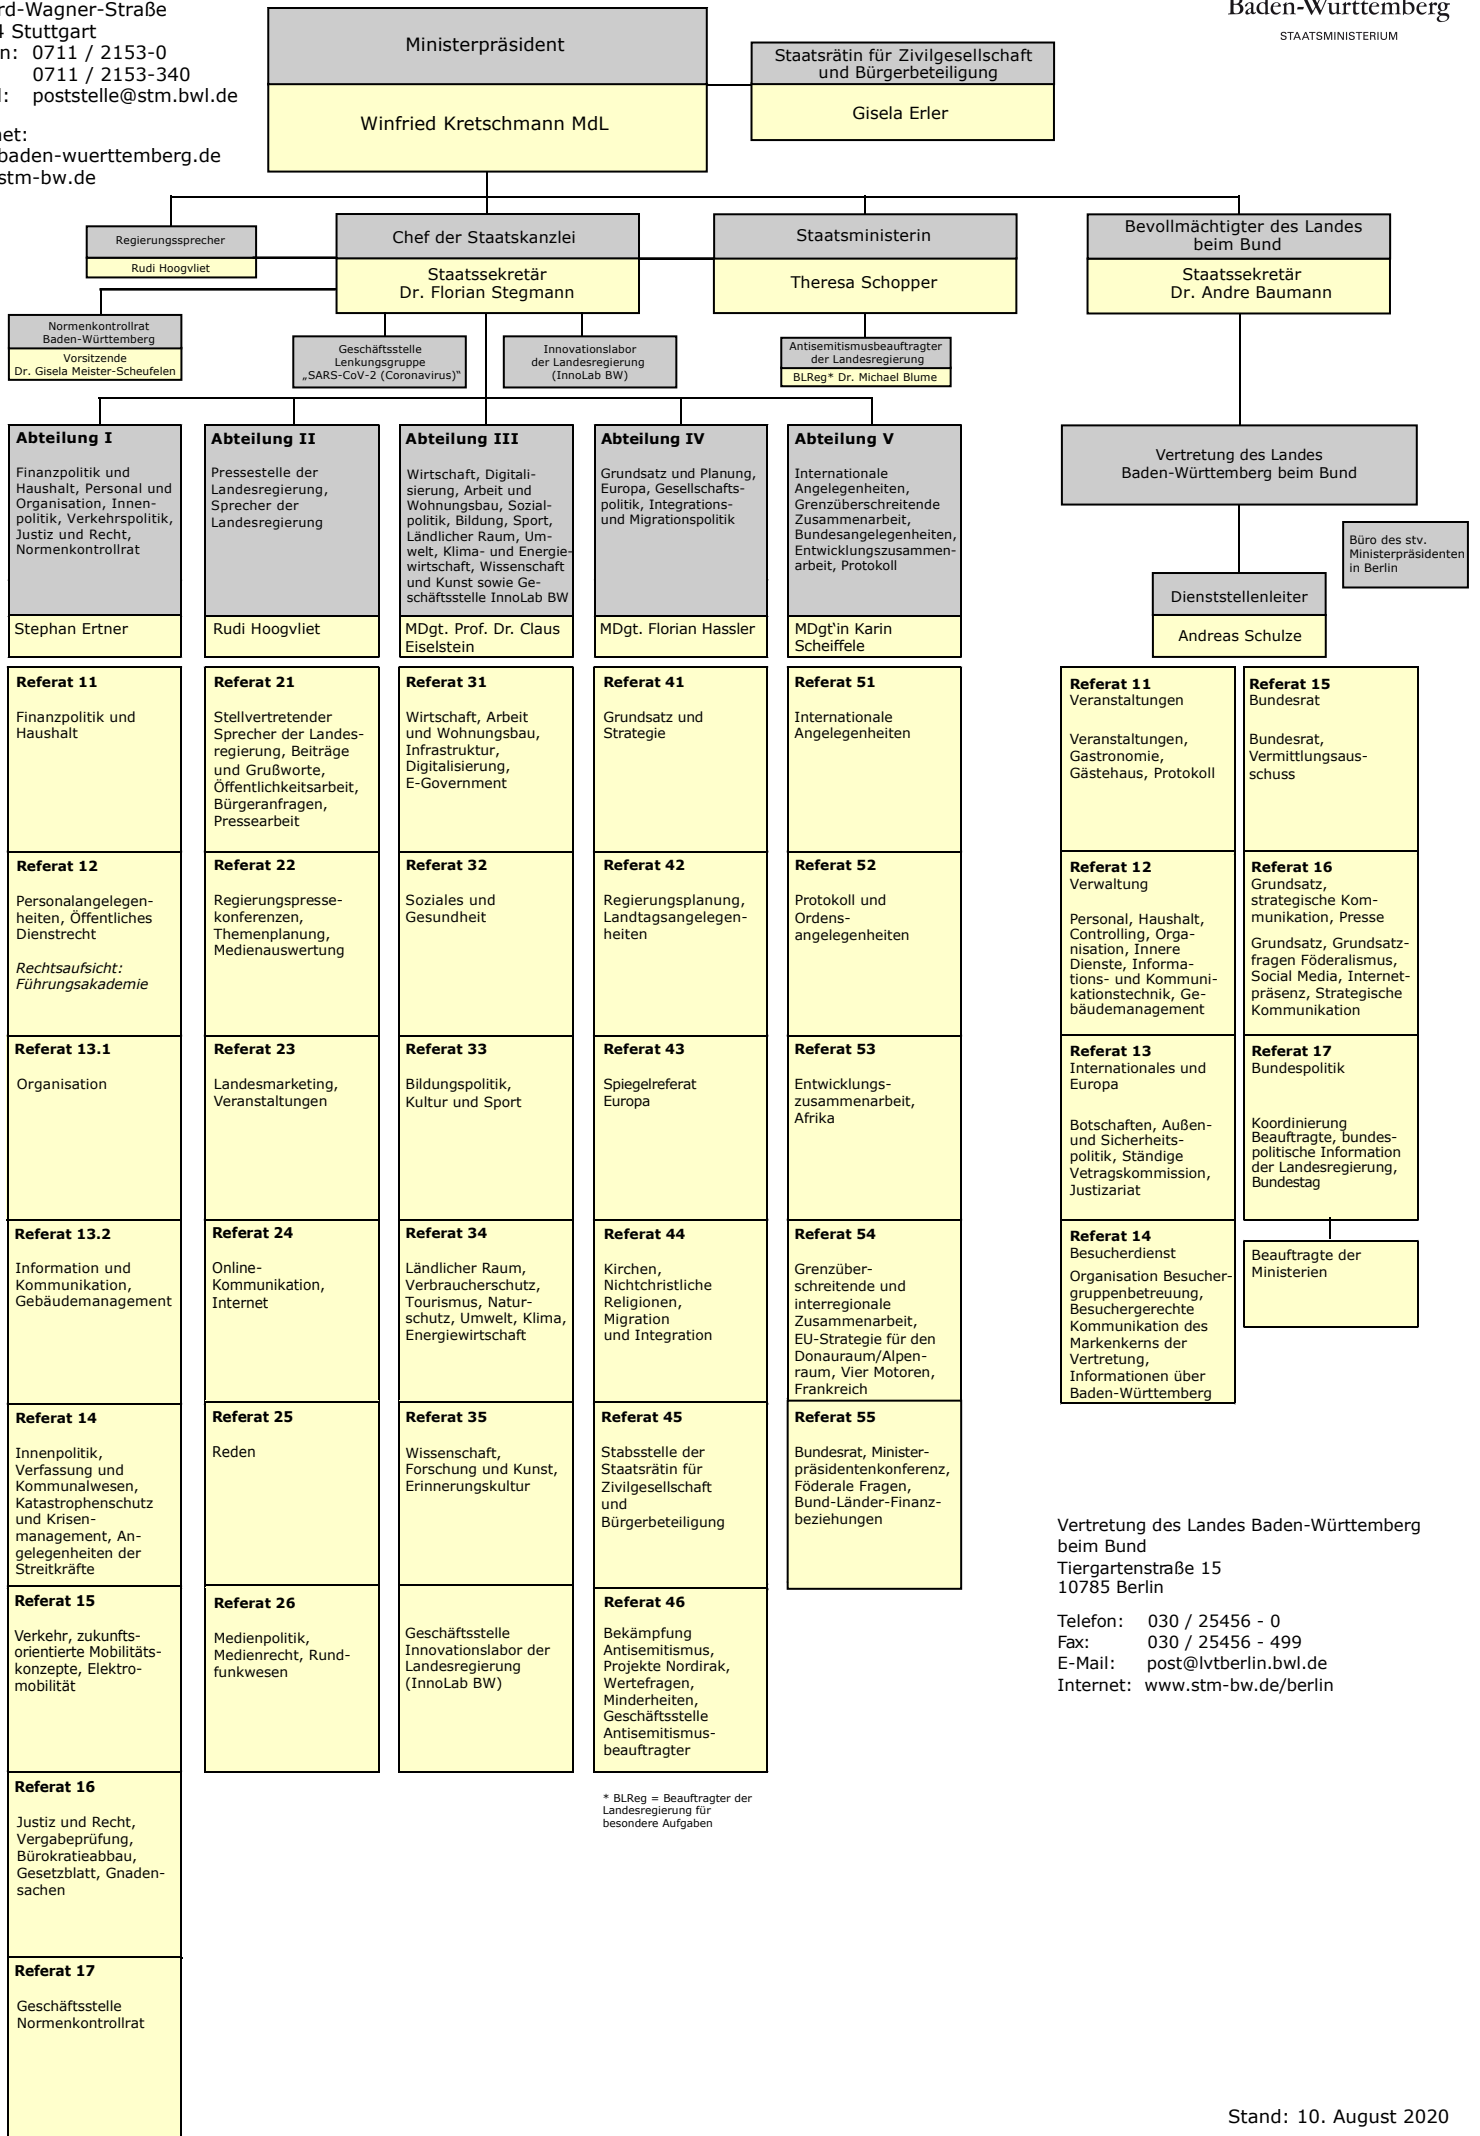 rd-Wagner-Straße
4 Stuttgart
n: 0711 / 2153-0
0711 / 2153-340
l: poststelle@stm.bwl.de
net:
baden-wuerttemberg.de
stm-bw.de
Baden-Württemberg
STAATSMINISTERIUM
Ministerpräsident
Winfried Kretschmann MdL
Staatsrätin für Zivilgesellschaft
und Bürgerbeteiligung
Gisela Erler
Regierungssprecher
Rudi Hoogvliet
Chef der Staatskanzlei
Staatssekretär
Dr. Florian Stegmann
Staatsministerin
Theresa Schopper
Bevollmächtigter des Landes
beim Bund
Staatssekretär
Dr. Andre Baumann
Normenkontrollrat
Baden-Württemberg
Vorsitzende
Dr. Gisela Meister-Scheufelen
Geschäftsstelle
Lenkungsgruppe
„SARS-CoV-2 (Coronavirus)“
Innovationslabor
der Landesregierung
(InnoLab BW)
Antisemitismusbeauftragter
der Landesregierung
BLReg* Dr. Michael Blume
Abteilung I
Finanzpolitik und
Haushalt, Personal und
Organisation, Innen-
politik, Verkehrspolitik,
Justiz und Recht,
Normenkontrollrat
Stephan Ertner
Abteilung II
Pressestelle der
Landesregierung,
Sprecher der
Landesregierung
Rudi Hoogvliet
Abteilung III
Wirtschaft, Digitali-
sierung, Arbeit und
Wohnungsbau, Sozial-
politik, Bildung, Sport,
Ländlicher Raum, Um-
welt, Klima- und Energie-
wirtschaft, Wissenschaft
und Kunst sowie Ge-
schäftsstelle InnoLab BW
MDgt. Prof. Dr. Claus
Eiselstein
Abteilung IV
Grundsatz und Planung,
Europa, Gesellschafts-
politik, Integrations-
und Migrationspolitik
MDgt. Florian Hassler
Abteilung V
Internationale
Angelegenheiten,
Grenzüberschreitende
Zusammenarbeit,
Bundesangelegenheiten,
Entwicklungszusammen-
arbeit, Protokoll
MDgt‘in Karin
Scheiffele
Vertretung des Landes
Baden-Württemberg beim Bund
Büro des stv.
Ministerpräsidenten
in Berlin
Dienststellenleiter
Andreas Schulze
Referat 11
Finanzpolitik und
Haushalt
Referat 12
Personalangelegen-
heiten, Öffentliches
Dienstrecht
Rechtsaufsicht:
Führungsakademie
Referat 13.1
Organisation
Referat 13.2
Information und
Kommunikation,
Gebäudemanagement
Referat 14
Innenpolitik,
Verfassung und
Kommunalwesen,
Katastrophenschutz
und Krisen-
management, An-
gelegenheiten der
Streitkräfte
Referat 15
Verkehr, zukunfts-
orientierte Mobilitäts-
konzepte, Elektro-
mobilität
Referat 16
Justiz und Recht,
Vergabeprüfung,
Bürokratieabbau,
Gesetzblatt, Gnaden-
sachen
Referat 17
Geschäftsstelle
Normenkontrollrat
Referat 21
Stellvertretender
Sprecher der Landes-
regierung, Beiträge
und Grußworte,
Öffentlichkeitsarbeit,
Bürgeranfragen,
Pressearbeit
Referat 22
Regierungspresse-
konferenzen,
Themenplanung,
Medienauswertung
Referat 23
Landesmarketing,
Veranstaltungen
Referat 24
Online-
Kommunikation,
Internet
Referat 25
Reden
Referat 26
Medienpolitik,
Medienrecht, Rund-
funkwesen
Referat 31
Wirtschaft, Arbeit
und Wohnungsbau,
Infrastruktur,
Digitalisierung,
E-Government
Referat 32
Soziales und
Gesundheit
Referat 33
Bildungspolitik,
Kultur und Sport
Referat 34
Ländlicher Raum,
Verbraucherschutz,
Tourismus, Natur-
schutz, Umwelt, Klima,
Energiewirtschaft
Referat 35
Wissenschaft,
Forschung und Kunst,
Erinnerungskultur
Geschäftsstelle
Innovationslabor der
Landesregierung
(InnoLab BW)
Referat 41
Grundsatz und
Strategie
Referat 42
Regierungsplanung,
Landtagsangelegen-
heiten
Referat 43
Spiegelreferat
Europa
Referat 44
Kirchen,
Nichtchristliche
Religionen,
Migration
und Integration
Referat 45
Stabsstelle der
Staatsrätin für
Zivilgesellschaft
und
Bürgerbeteiligung
Referat 46
Bekämpfung
Antisemitismus,
Projekte Nordirak,
Wertefragen,
Minderheiten,
Geschäftsstelle
Antisemitismus-
beauftragter
* BLReg = Beauftragter der
Landesregierung für
besondere Aufgaben
Referat 51
Internationale
Angelegenheiten
Referat 52
Protokoll und
Ordens-
angelegenheiten
Referat 53
Entwicklungs-
zusammenarbeit,
Afrika
Referat 54
Grenzüber-
schreitende und
interregionale
Zusammenarbeit,
EU-Strategie für den
Donauraum/Alpen-
raum, Vier Motoren,
Frankreich
Referat 55
Bundesrat, Minister-
präsidentenkonferenz,
Föderale Fragen,
Bund-Länder-Finanz-
beziehungen
Referat 11
Veranstaltungen
Veranstaltungen,
Gastronomie,
Gästehaus, Protokoll
Referat 12
Verwaltung
Personal, Haushalt,
Controlling, Orga-
nisation, Innere
Dienste, Informa-
tions- und Kommuni-
kationstechnik, Ge-
bäudemanagement
Referat 13
Internationales und
Europa
Botschaften, Außen-
und Sicherheits-
politik, Ständige
Vetragskommission,
Justizariat
Referat 14
Besucherdienst
Organisation Besucher-
gruppenbetreuung,
Besuchergerechte
Kommunikation des
Markenkerns der
Vertretung,
Informationen über
Baden-Württemberg
Referat 15
Bundesrat
Bundesrat,
Vermittlungsaus-
schuss
Referat 16
Grundsatz,
strategische Kom-
munikation, Presse
Grundsatz, Grundsatz-
fragen Föderalismus,
Social Media, Internet-
präsenz, Strategische
Kommunikation
Referat 17
Bundespolitik
Koordinierung
Beauftragte, bundes-
politische Information
der Landesregierung,
Bundestag
Beauftragte der
Ministerien
Vertretung des Landes Baden-Württemberg
beim Bund
Tiergartenstraße 15
10785 Berlin
Telefon: 030 / 25456 - 0
Fax: 030 / 25456 - 499
E-Mail: post@lvtberlin.bwl.de
Internet: www.stm-bw.de/berlin
Stand: 10. August 2020